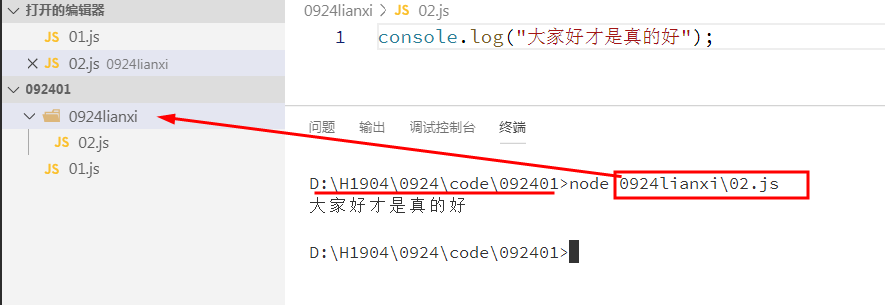 打开的编辑器
JS 01.js
JS 02.js 0924lianxi
092401
0924lianxi
JS 02.js
JS 01.js
0924lianxi > JS 02.js
1 console.log("大家好才是真的好");
问题 输出 调试控制台 终端
D:\H1904\0924\code\092401>node 0924lianxi\02.js
大家好才是真的好
D:\H1904\0924\code\092401>